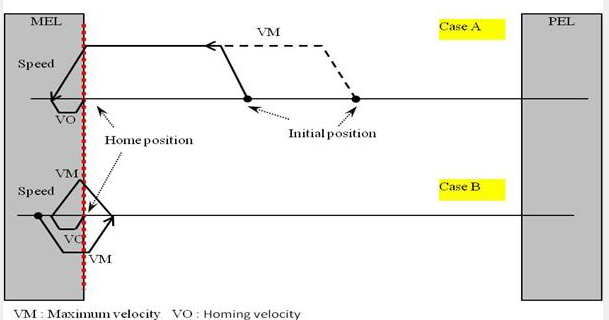 MEL
VM
Case A
PEL
Speed
VO
Home position
Initial position
VM
Speed
Case B
VO
VM
VM : Maximum velocity VO : Homing velocity